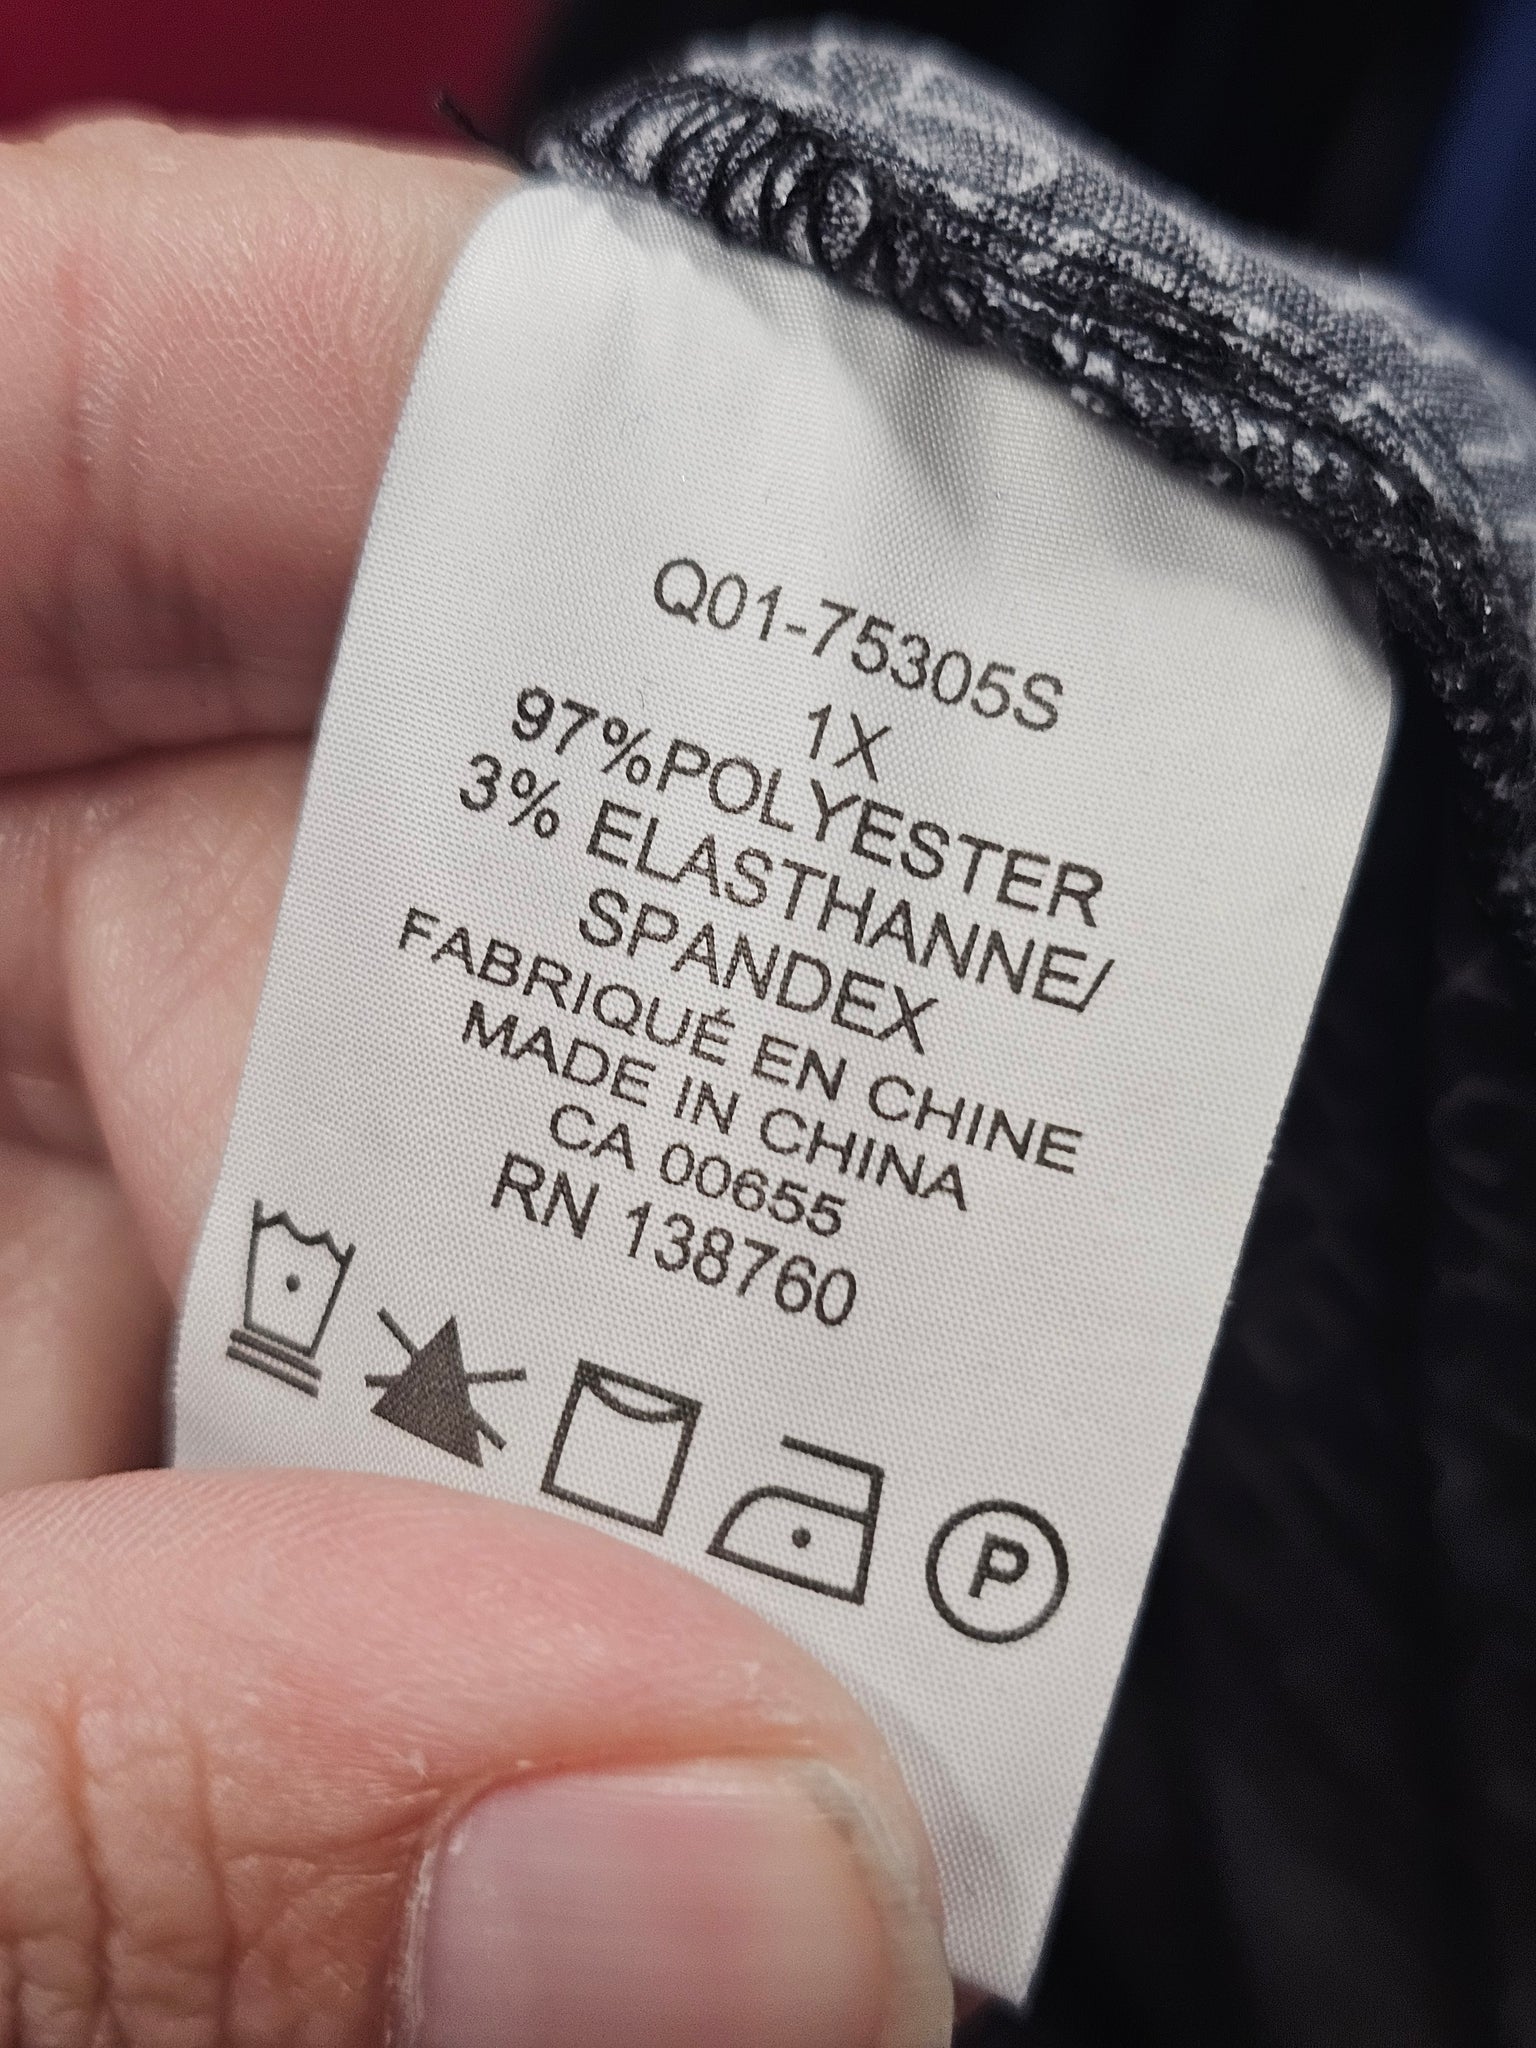 Q01-75305S
1X
97%POLYESTER
3% ELASTHANNE/
SPANDEX
FABRIQUÉ EN CHINE
MADE IN CHINA
CA 00655
RN 138760
P